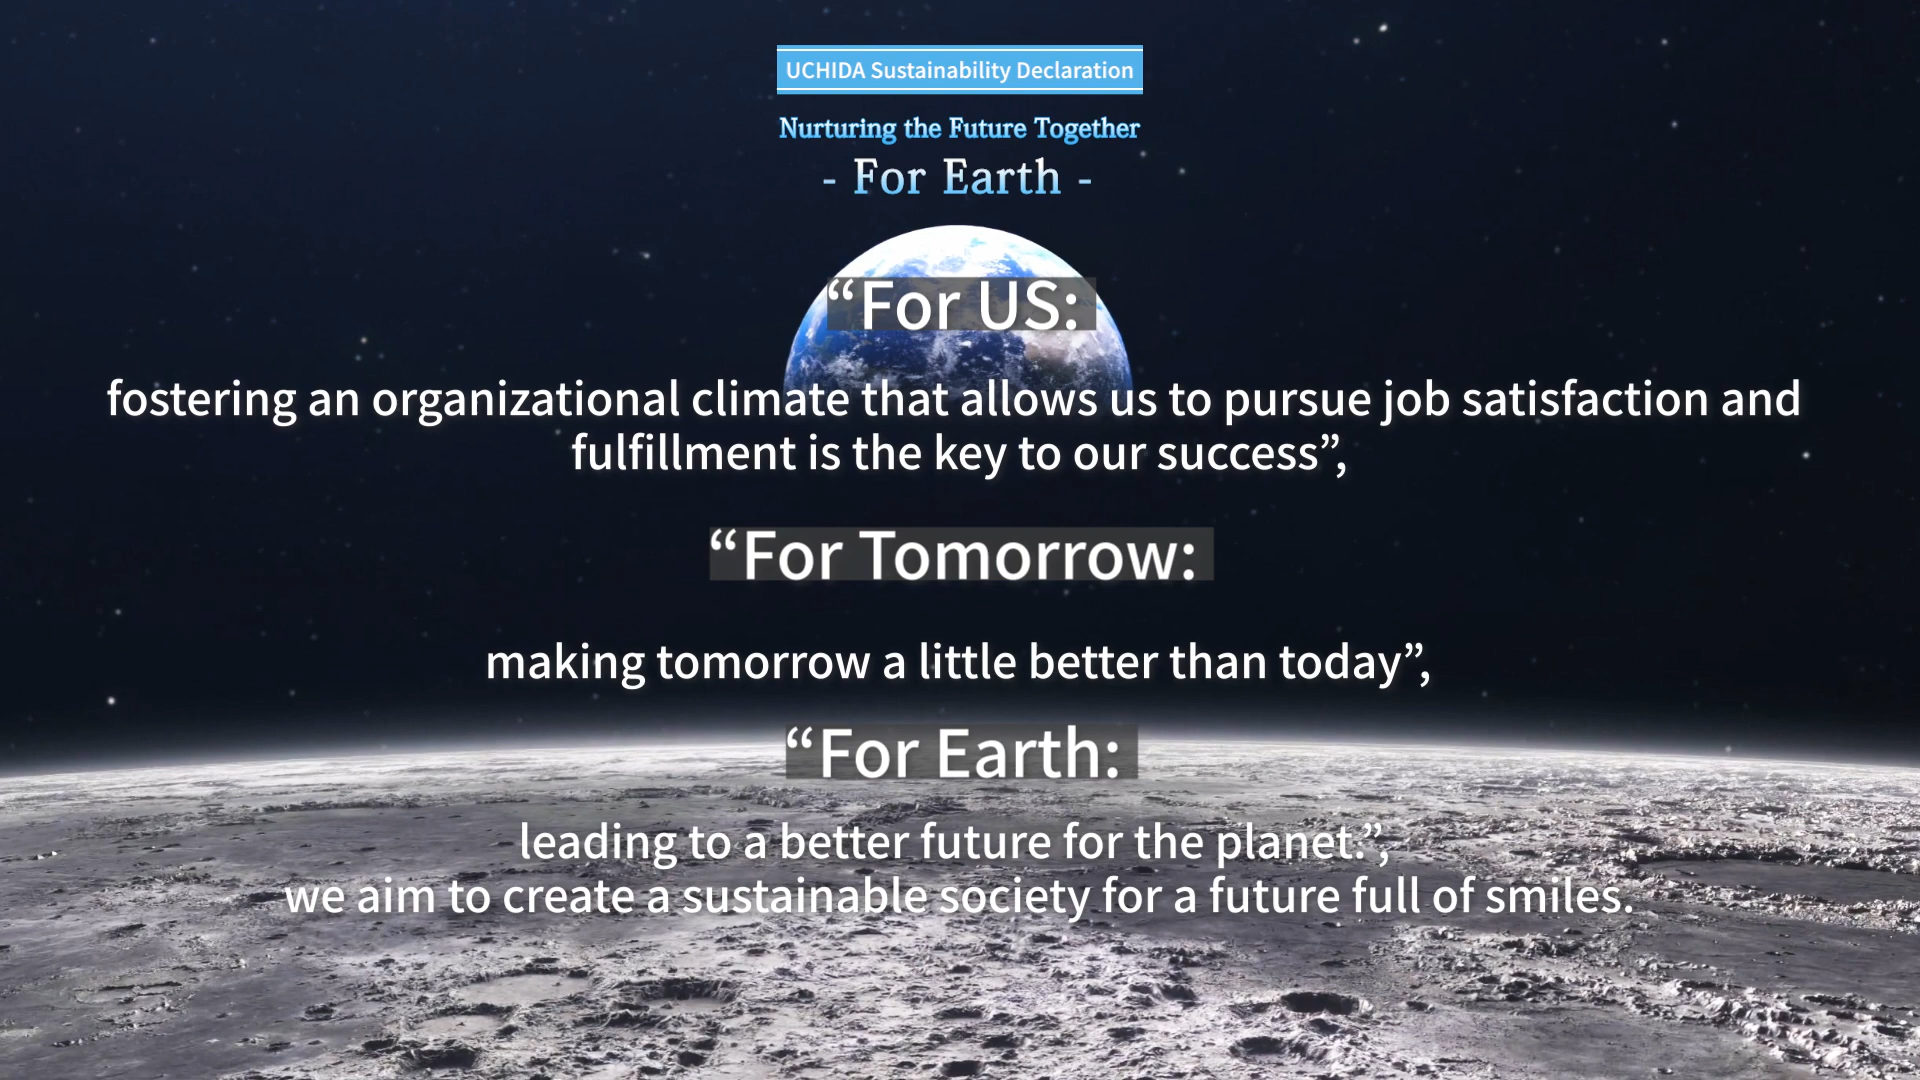 UCHIDA Sustainability Declaration
Nurturing the Future Together
- For Earth -
“For US:
fostering an organizational climate that allows us to pursue job satisfaction and
fulfillment is the key to our success”,
“For Tomorrow:
making tomorrow a little better than today”,
“For Earth:
leading to a better future for the planet.”,
we aim to create a sustainable society for a future full of smiles.